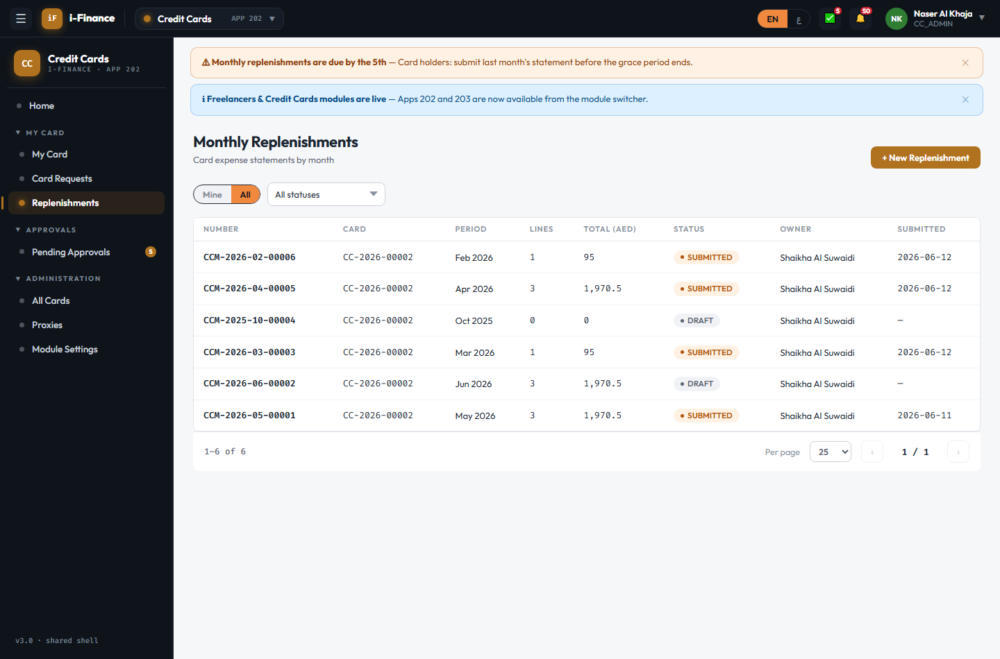 ☰ iF i-Finance Credit Cards APP 202 ▼ EN ع 5 50 NK Naser Al Khaja ▼
CC_ADMIN
CC Credit Cards
I-FINANCE · APP 202
Home
▼ MY CARD
My Card
Card Requests
Replenishments
▼ APPROVALS
Pending Approvals 5
▼ ADMINISTRATION
All Cards
Proxies
Module Settings
v3.0 · shared shell
⚠ Monthly replenishments are due by the 5th — Card holders: submit last month's statement before the grace period ends. ×
ℹ Freelancers & Credit Cards modules are live — Apps 202 and 203 are now available from the module switcher. ×
Monthly Replenishments
Card expense statements by month
+ New Replenishment
Mine All All statuses
NUMBER CARD PERIOD LINES TOTAL (AED) STATUS OWNER SUBMITTED
CCM-2026-02-00006 CC-2026-00002 Feb 2026 1 95 • SUBMITTED Shaikha Al Suwaidi 2026-06-12
CCM-2026-04-00005 CC-2026-00002 Apr 2026 3 1,970.5 • SUBMITTED Shaikha Al Suwaidi 2026-06-12
CCM-2025-10-00004 CC-2026-00002 Oct 2025 0 0 • DRAFT Shaikha Al Suwaidi —
CCM-2026-03-00003 CC-2026-00002 Mar 2026 1 95 • SUBMITTED Shaikha Al Suwaidi 2026-06-12
CCM-2026-06-00002 CC-2026-00002 Jun 2026 3 1,970.5 • DRAFT Shaikha Al Suwaidi —
CCM-2026-05-00001 CC-2026-00002 May 2026 3 1,970.5 • SUBMITTED Shaikha Al Suwaidi 2026-06-11
1–6 of 6 Per page 25 ‹ 1 / 1 ›